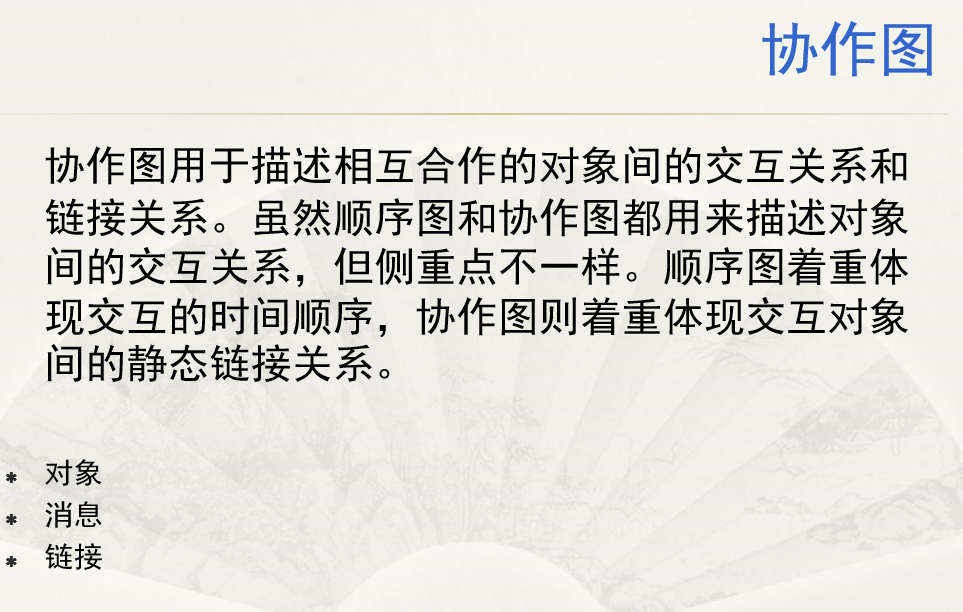 协作图
协作图用于描述相互合作的对象间的交互关系和
链接关系。虽然顺序图和协作图都用来描述对象
间的交互关系，但侧重点不一样。顺序图着重体
现交互的时间顺序，协作图则着重体现交互对象
间的静态链接关系。
* 对象
* 消息
* 链接